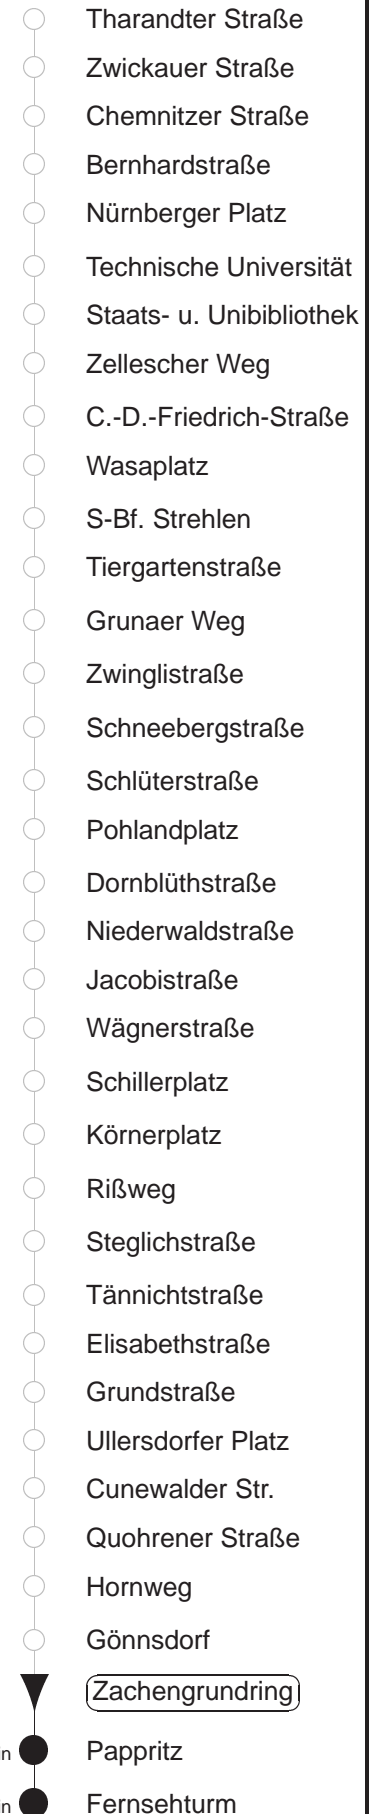 Tharandter Straße
Zwickauer Straße
Chemnitzer Straße
Bernhardstraße
Nürnberger Platz
Technische Universität
Staats- u. Unibibliothek
Zellescher Weg
C.-D.-Friedrich-Straße
Wasaplatz
S-Bf. Strehlen
Tiergartenstraße
Grunaer Weg
Zwinglistraße
Schneebergstraße
Schlüterstraße
Pohlandplatz
Dornblüthstraße
Niederwaldstraße
Jacobistraße
Wägnerstraße
Schillerplatz
Körnerplatz
Rißweg
Steglichstraße
Tännichtstraße
Elisabethstraße
Grundstraße
Ullersdorfer Platz
Cunewalder Str.
Quohrener Straße
Hornweg
Gönnsdorf
Zachengrundring
Pappritz
Fernsehturm